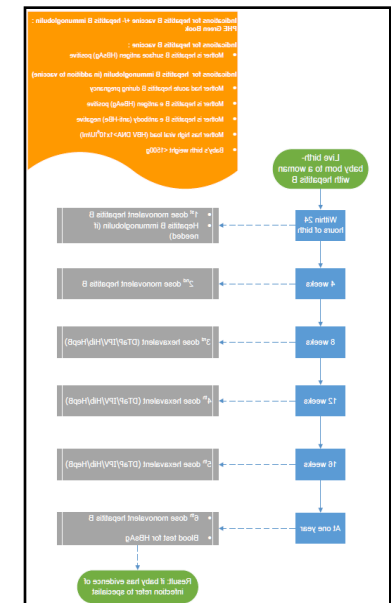 Indications for hepatitis B vaccine +/- hepatitis B immunoglobulin :
PHE Green Book
Indications for hepatitis B vaccine :
• Mother is hepatitis B surface antigen (HBsAg) positive
Indications for hepatitis B immunoglobulin (in addition to vaccine)
• Mother had acute hepatitis B during pregnancy
• Mother is hepatitis B e antigen (HBeAg) positive
• Mother is hepatitis B e antibody (anti-HBe) negative
• Mother has high viral load (HBV DNA> 1x10⁶IU/ml)
• Baby's birth weight <1500g
Live birth-
baby born to a woman
with hepatitis B
Within 24
hours of birth
• 1st dose monovalent hepatitis B
• Hepatitis B immunoglobulin (if
needed)
4 weeks
2nd dose monovalent hepatitis B
8 weeks
3rd dose hexavalent (DTaP/IPV/Hib/HepB)
12 weeks
4th dose hexavalent (DTaP/IPV/Hib/HepB)
16 weeks
5th dose hexavalent (DTaP/IPV/Hib/HepB)
At one year
• 6th dose monovalent hepatitis B
• Blood test for HBsAg
Result: if baby has evidence of
infection refer to specialist